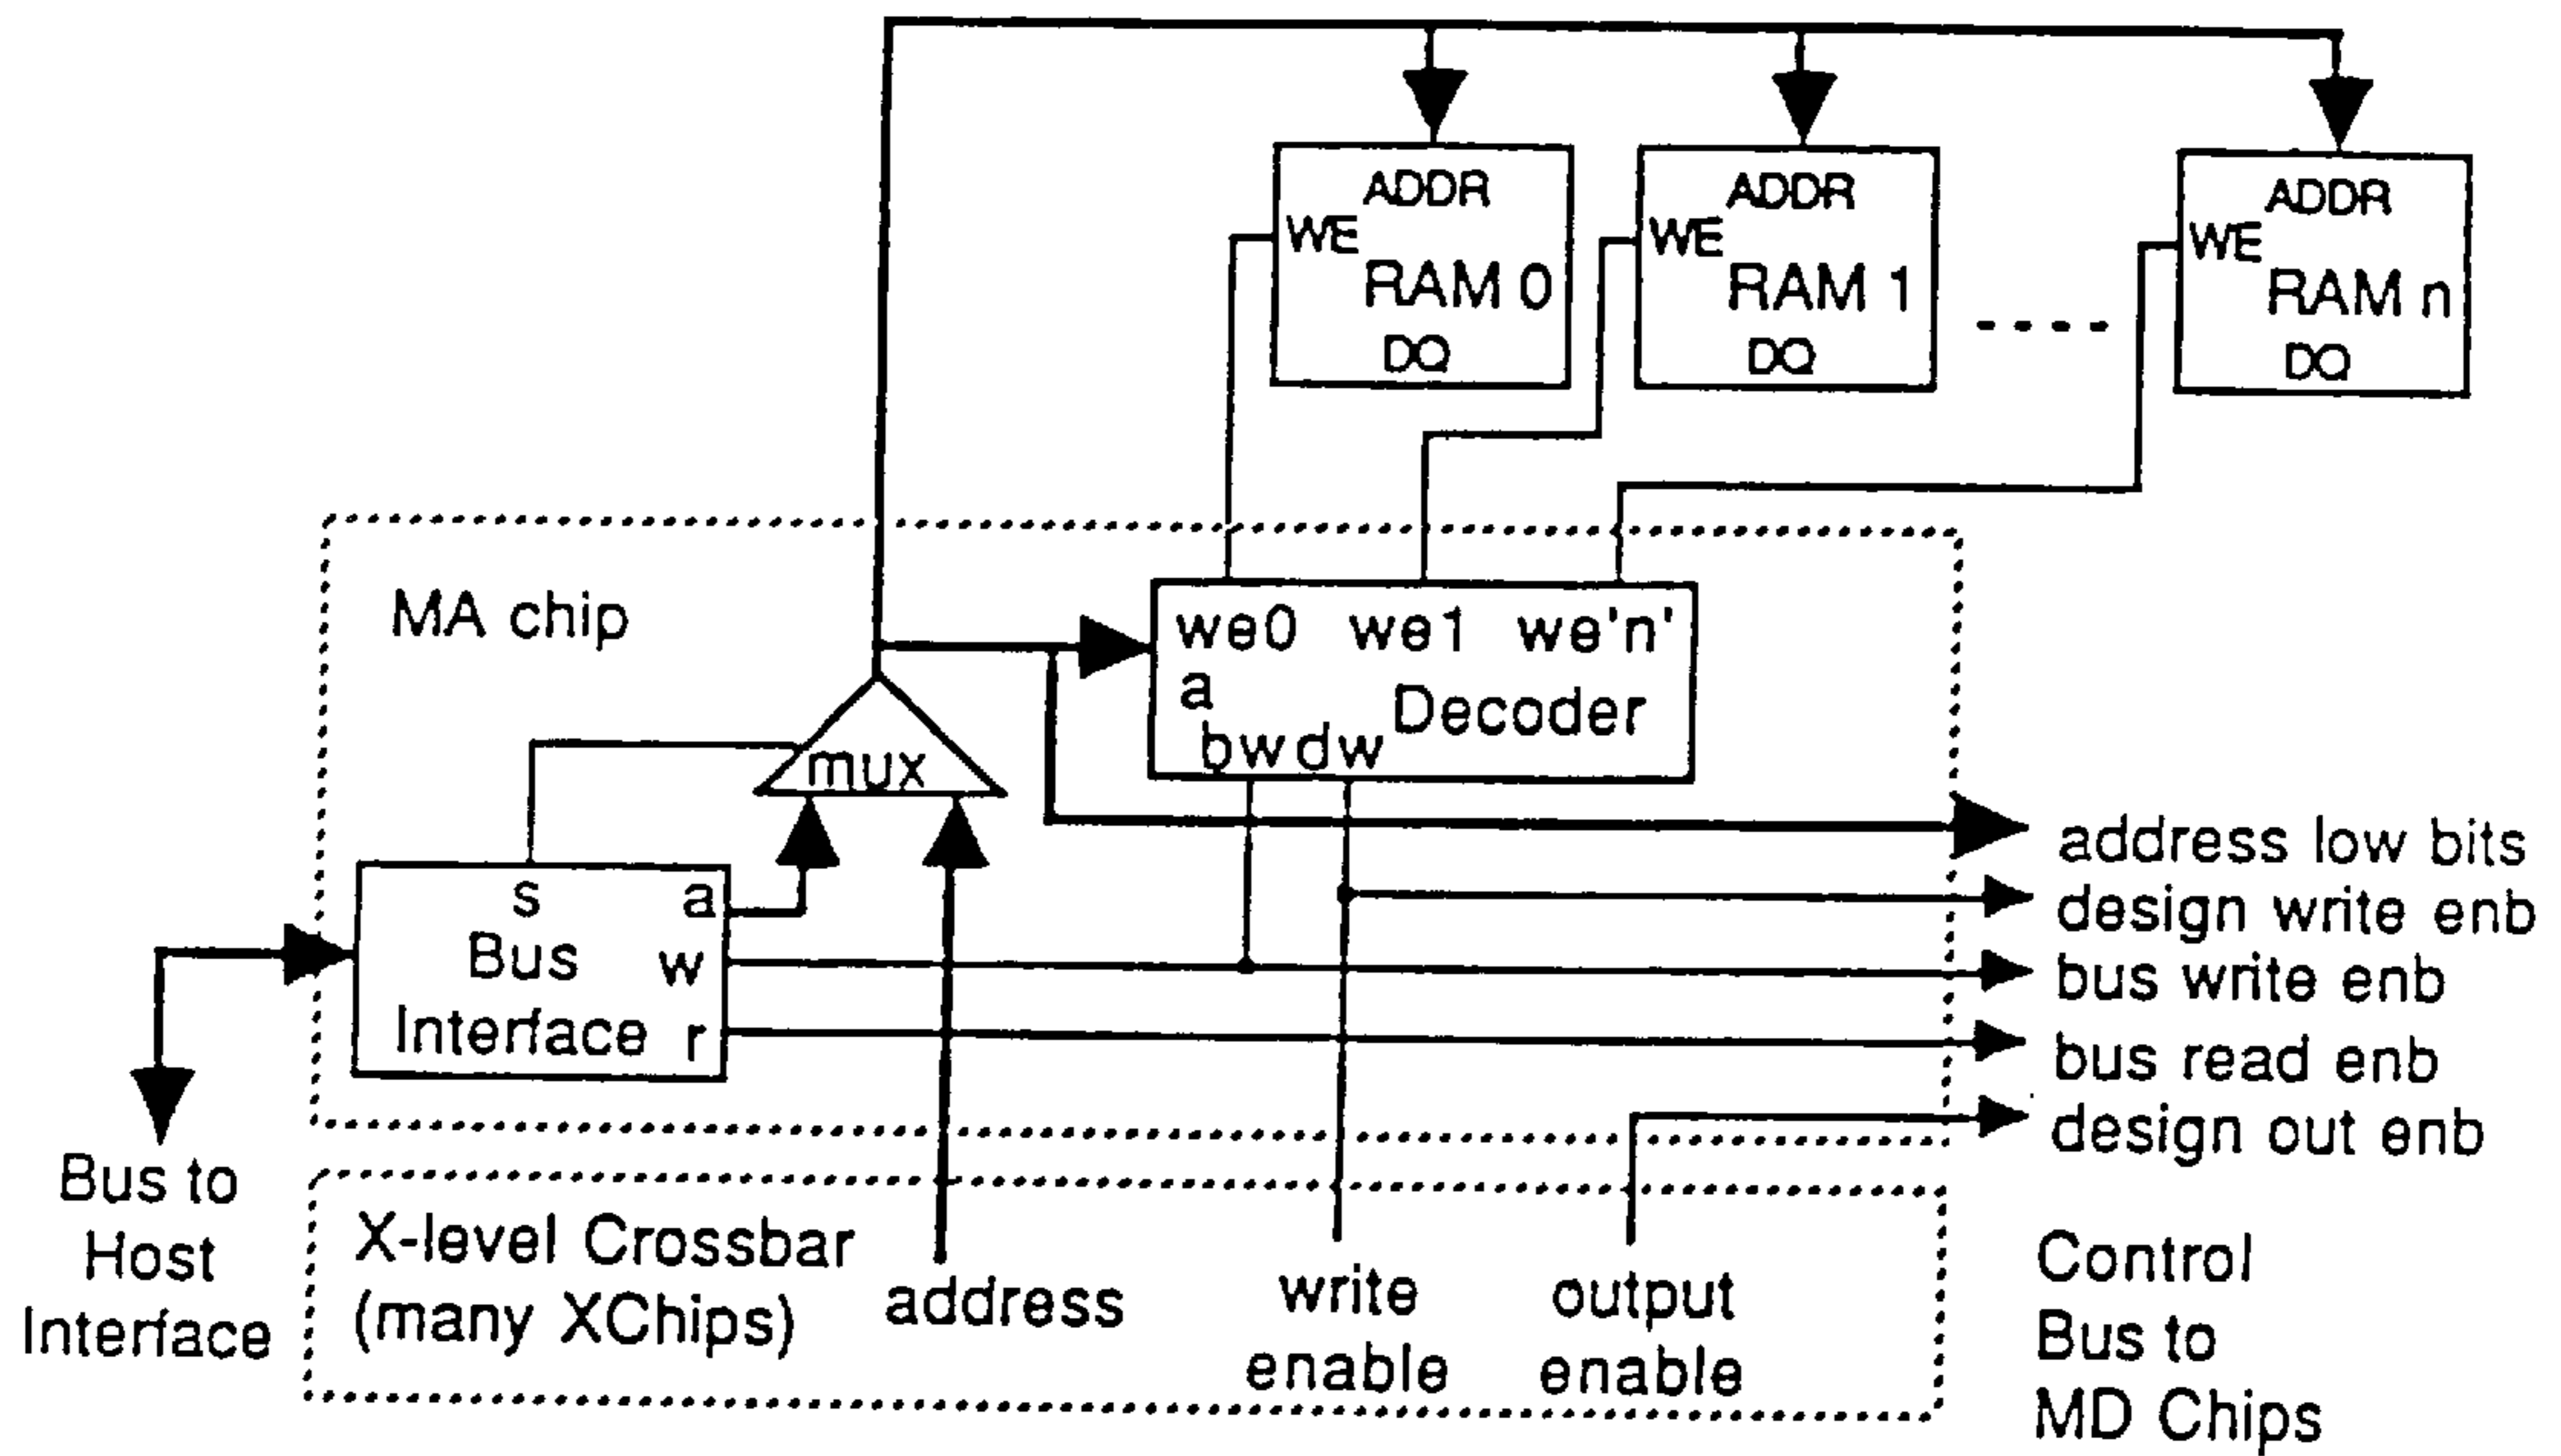 ADDR
WE
RAM 0
DQ
ADDR
WE
RAM 1
DQ
ADDR
WE
RAM n
DQ
MA chip
we0 we1 we'n'
a
Decoder
bw dw
mux
s
a
Bus
w
Interface
r
address low bits
design write enb
bus write enb
bus read enb
design out enb
Bus to
Host
Interface
X-level Crossbar
(many XChips)
address
write
enable
output
enable
Control
Bus to
MD Chips